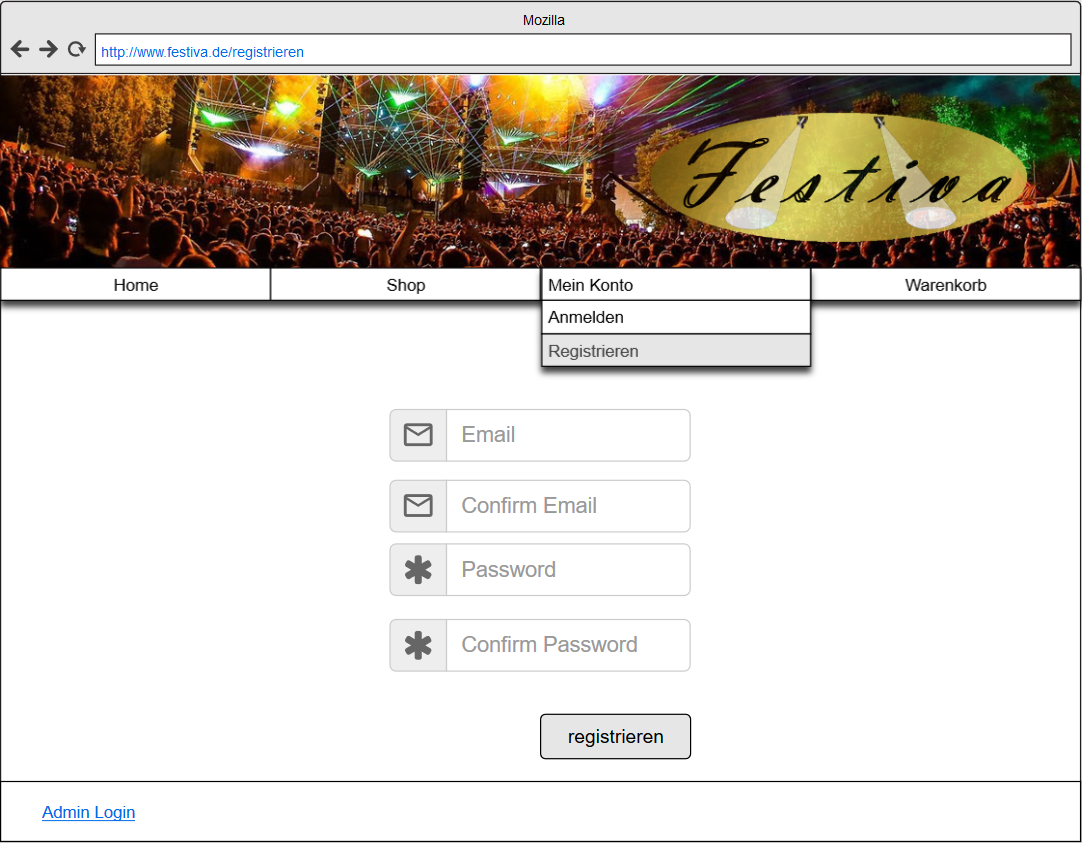 Mozilla
http://www.festiva.de/registrieren
Festiva
Home Shop Mein Konto Warenkorb
Anmelden
Registrieren
Email
Confirm Email
Password
Confirm Password
registrieren
Admin Login